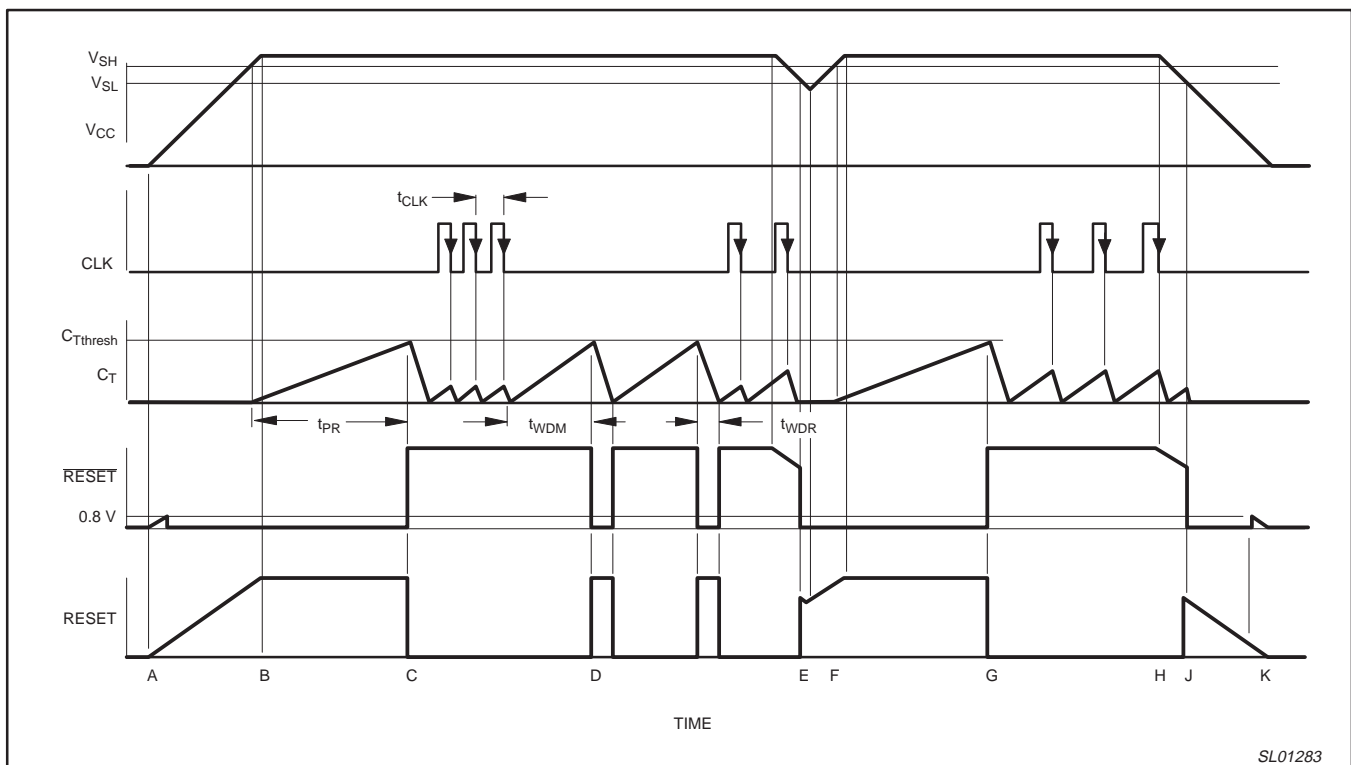 VSH
VSL
VCC
tCLK
CLK
CTthresh
CT
tPR
tWDM
tWDR
RESET
0.8 V
RESET
A B C D E F G H J K
TIME
SL01283